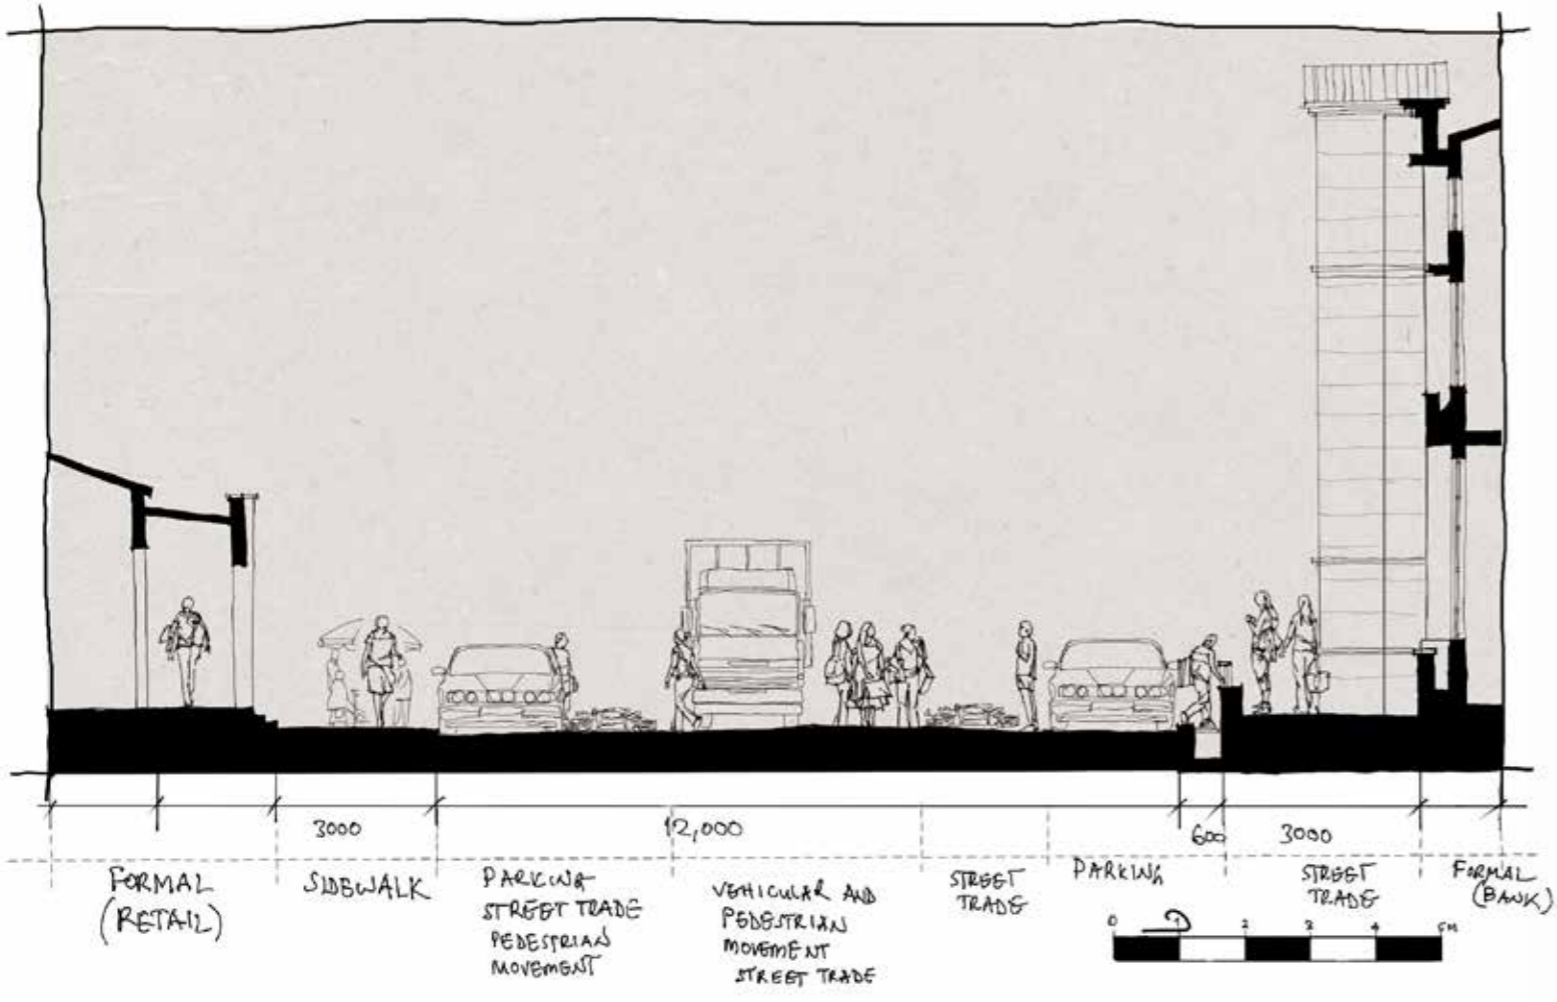 3000
12,000
600
3000
FORMAL
(RETAIL)
SIDEWALK
PARKING
STREET TRADE
PEDESTRIAN
MOVEMENT
VEHICULAR AND
PEDESTRIAN
MOVEMENT
STREET TRADE
STREET
TRADE
PARKING
STREET
TRADE
FORMAL
(BANK)
0 1 2 3 4 5M